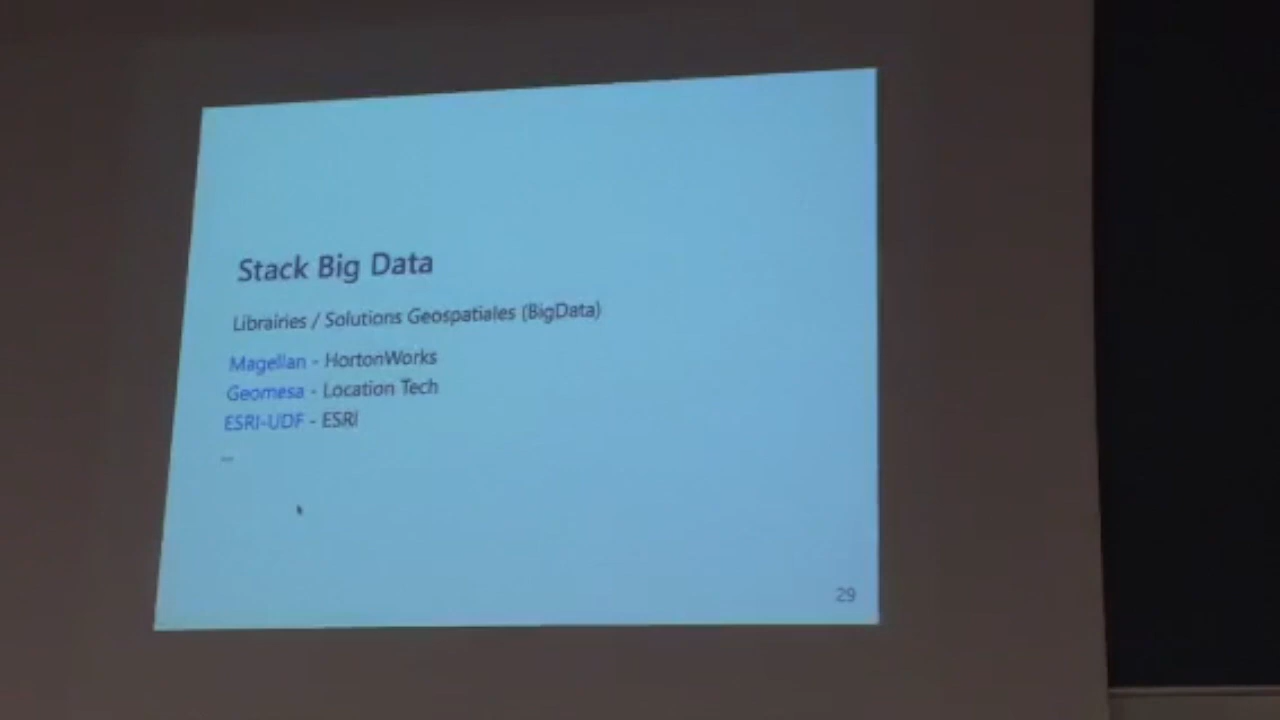 Stack Big Data
Librairies / Solutions Geospatiales (BigData)
Magellan - HortonWorks
Geomesa - Location Tech
ESRI-UDF - ESRI
...
29